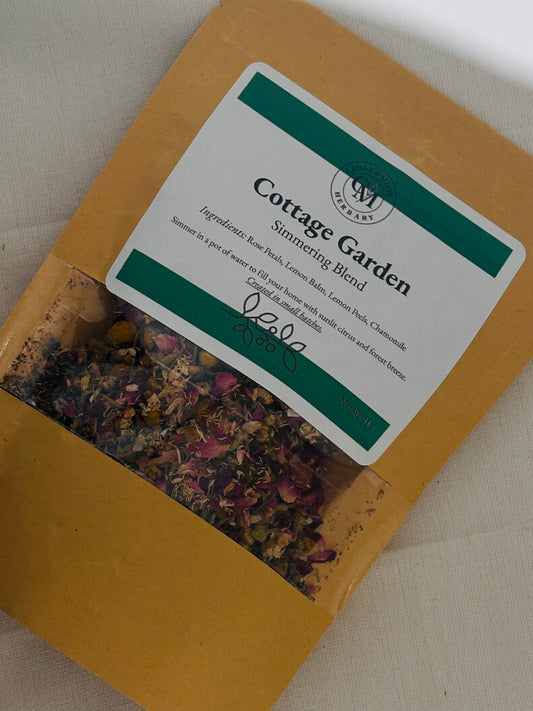 HERBARY
CM
Cottage Garden
Simmering Blend
Ingredients: Rose Petals, Lemon Balm, Lemon Peels, Chamomile
Simmer in a pot of water to fill your home with sunlit citrus and forest breeze.
Created in small batches.